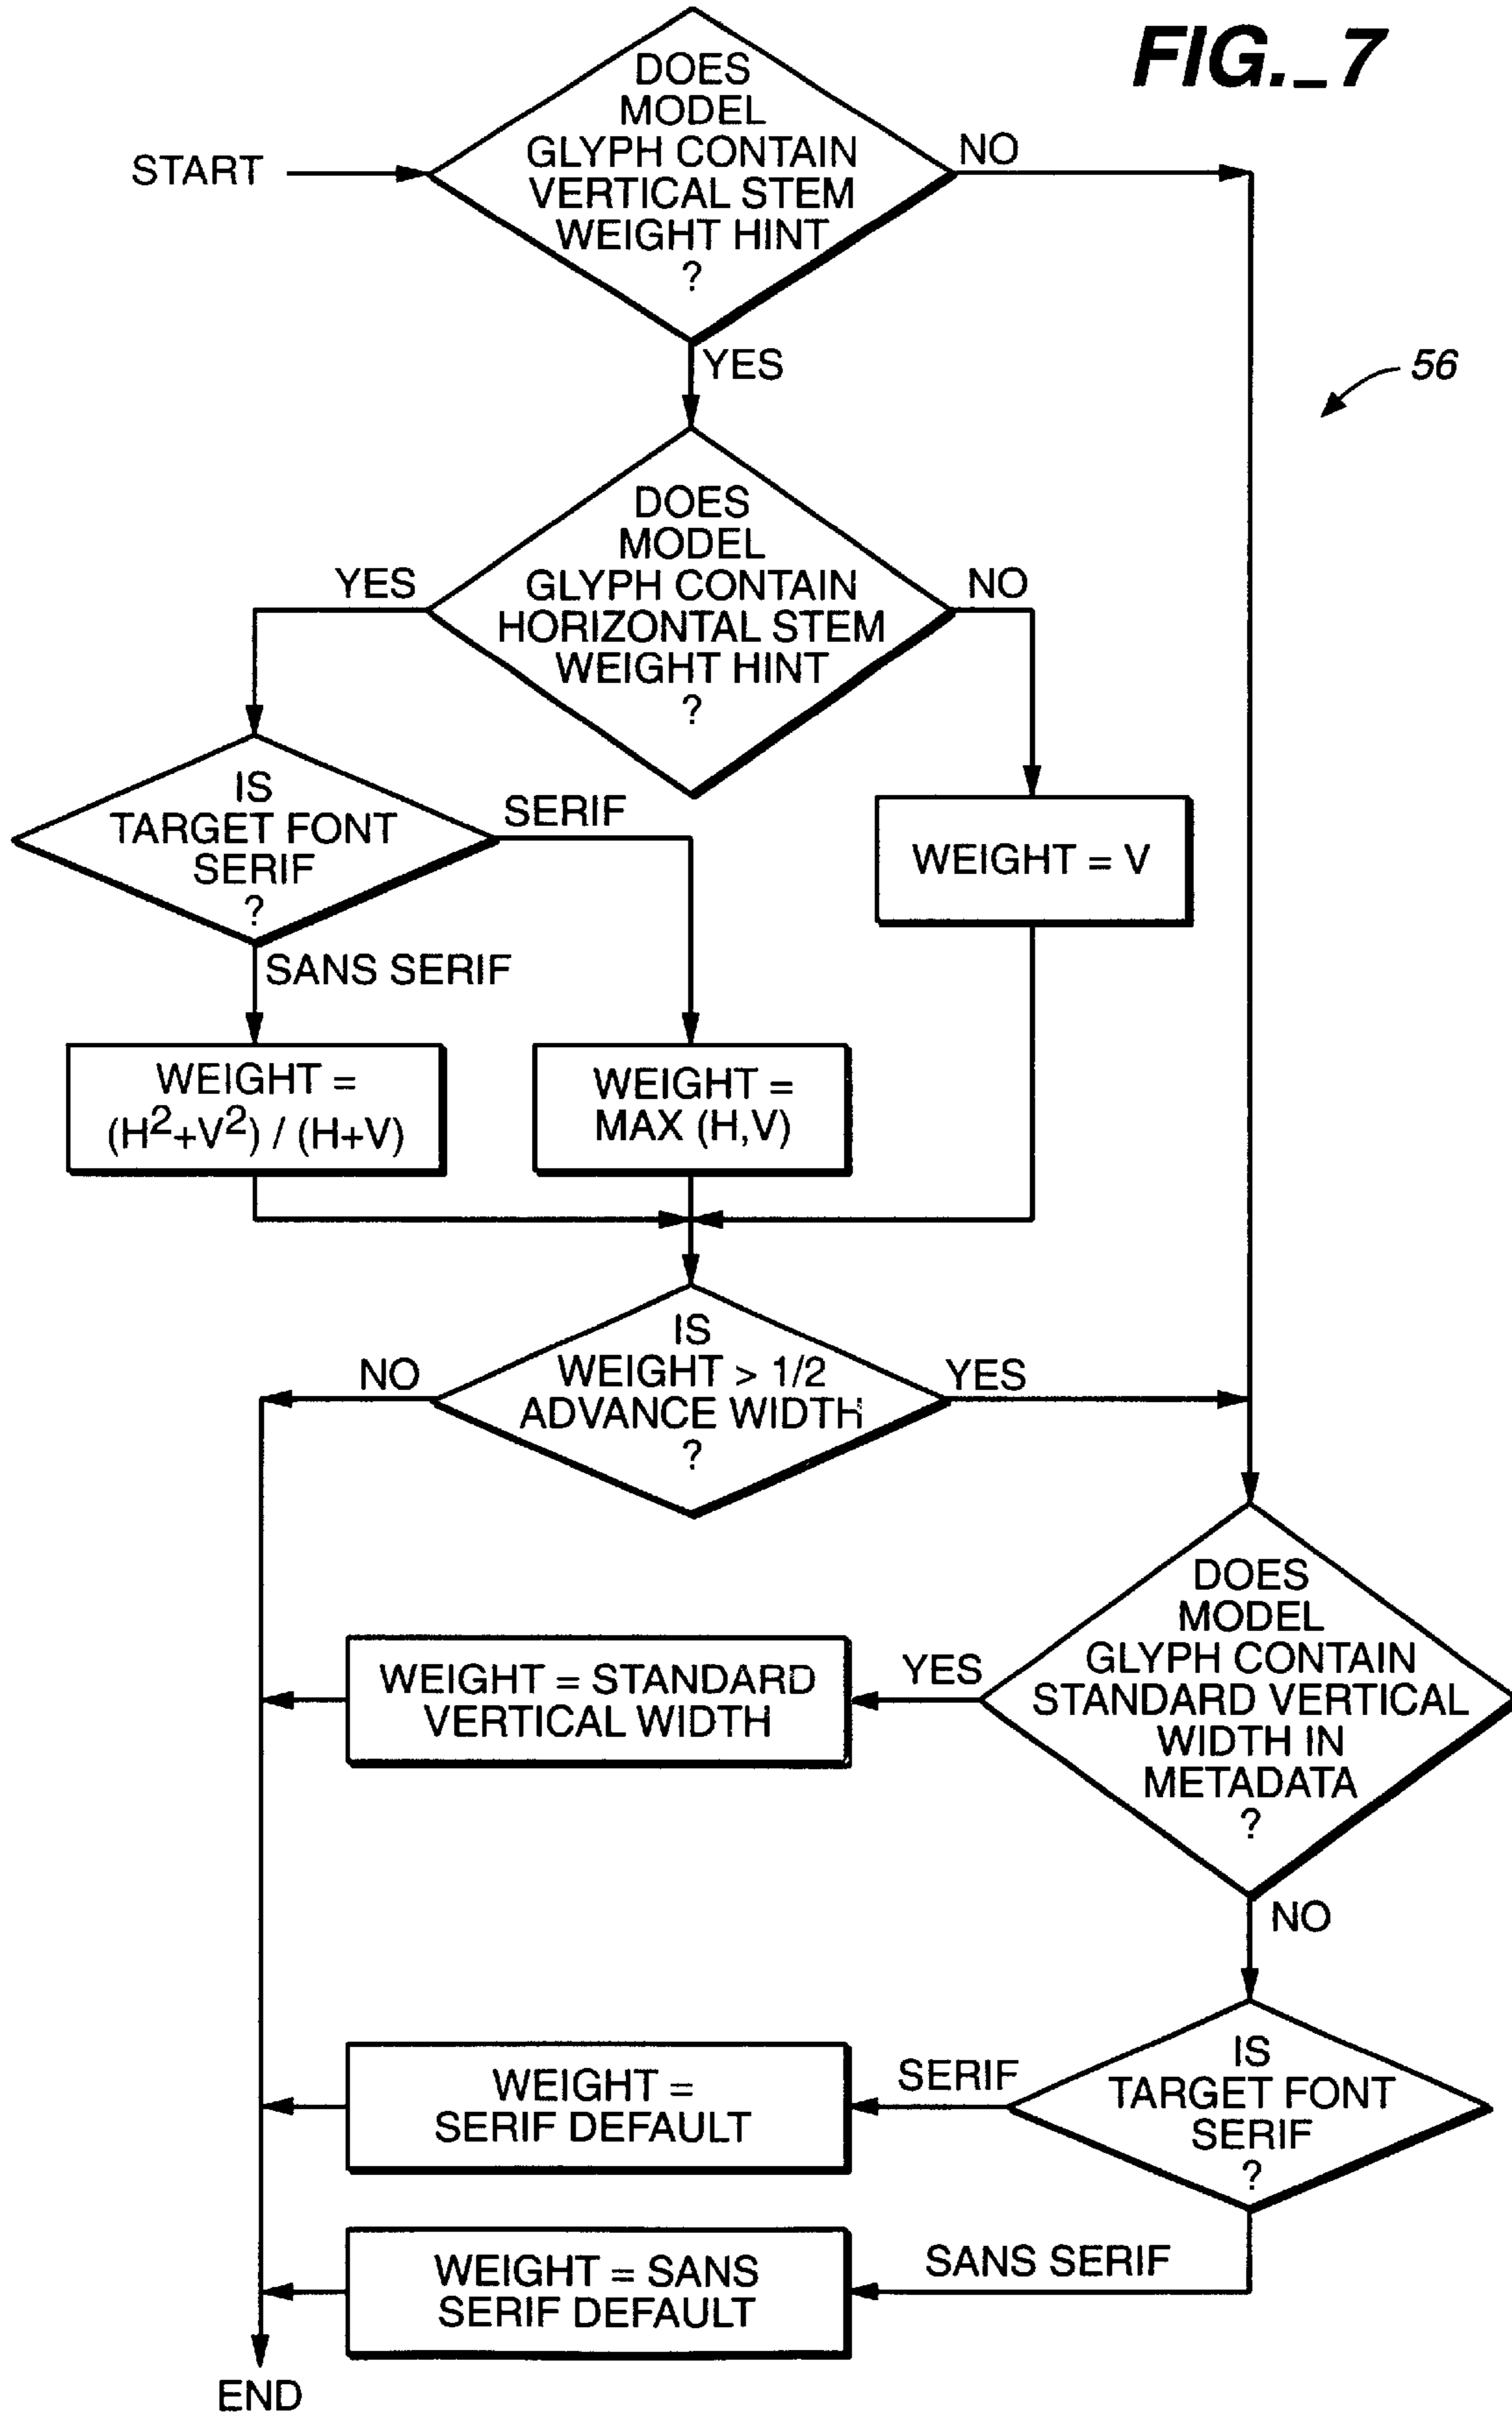 FIG._7
DOES
MODEL
GLYPH CONTAIN
VERTICAL STEM
WEIGHT HINT
?
START
NO
YES
56
DOES
MODEL
GLYPH CONTAIN
HORIZONTAL STEM
WEIGHT HINT
?
YES
NO
IS
TARGET FONT
SERIF
?
SERIF
SANS SERIF
WEIGHT = V
WEIGHT =
(H²+V²) / (H+V)
WEIGHT =
MAX (H,V)
IS
WEIGHT > 1/2
ADVANCE WIDTH
?
NO
YES
DOES
MODEL
GLYPH CONTAIN
STANDARD VERTICAL
WIDTH IN
METADATA
?
YES
WEIGHT = STANDARD
VERTICAL WIDTH
NO
IS
TARGET FONT
SERIF
?
SERIF
WEIGHT =
SERIF DEFAULT
SANS SERIF
WEIGHT = SANS
SERIF DEFAULT
END